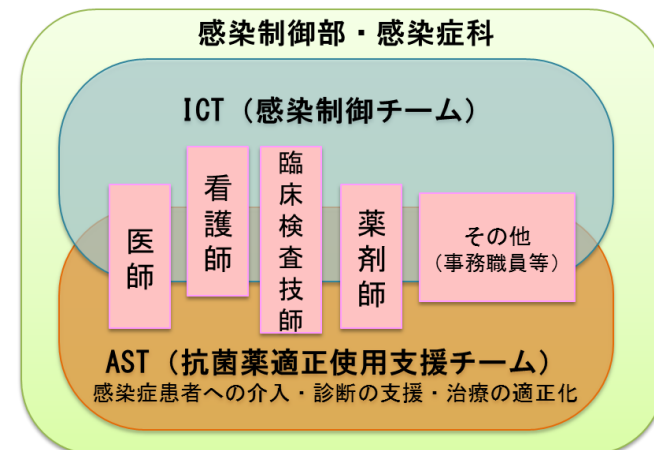 感染制御部・感染症科
ICT（感染制御チーム）
医師
看護師
臨床検査技師
薬剤師
その他
（事務職員等）
AST（抗菌薬適正使用支援チーム）
感染症患者への介入・診断の支援・治療の適正化